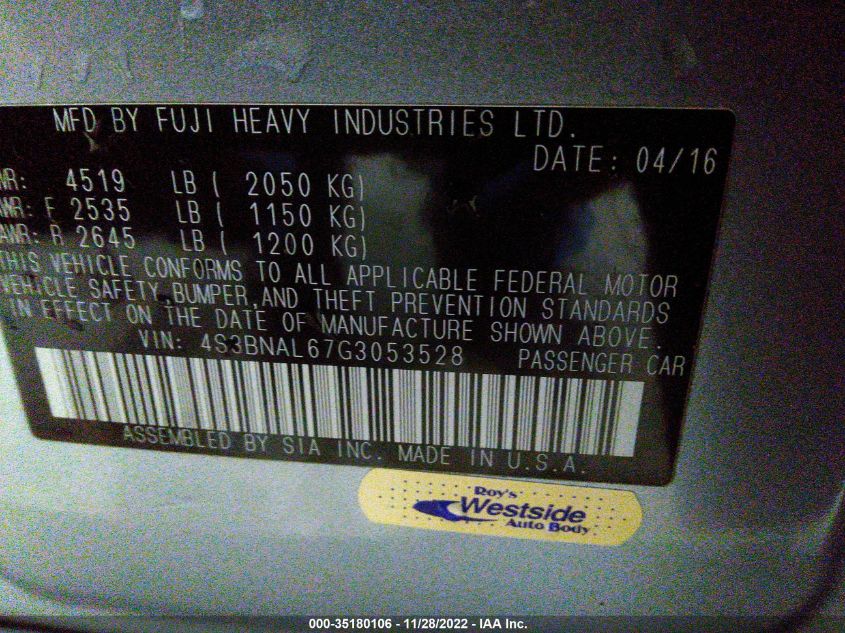 MFD BY FUJI HEAVY INDUSTRIES LTD.
DATE: 04/16
WR: 4519 LB ( 2050 KG)
AWR: F 2535 LB ( 1150 KG)
AWR: R 2645 LB ( 1200 KG)
THIS VEHICLE CONFORMS TO ALL APPLICABLE FEDERAL MOTOR
VEHICLE SAFETY,BUMPER,AND THEFT PREVENTION STANDARDS
IN EFFECT ON THE DATE OF MANUFACTURE SHOWN ABOVE.
VIN: 4S3BNAL67G3053528 PASSENGER CAR
ASSEMBLED BY SIA INC. MADE IN U.S.A.
Roy's
Westside
Auto Body
000-35180106 - 11/28/2022 - IAA Inc.